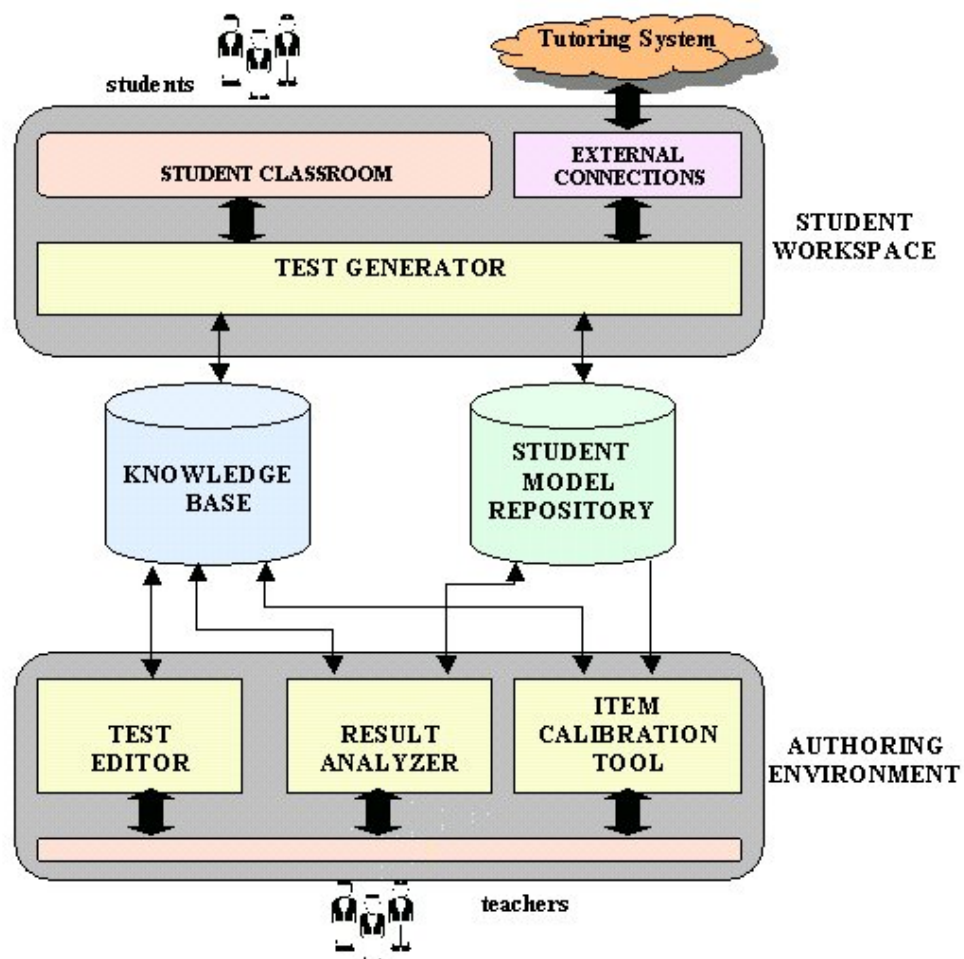 Tutoring System
students
STUDENT CLASSROOM
EXTERNAL
CONNECTIONS
STUDENT
WORKSPACE
TEST GENERATOR
KNOWLEDGE
BASE
STUDENT
MODEL
REPOSITORY
TEST
EDITOR
RESULT
ANALYZER
ITEM
CALIBRATION
TOOL
AUTHORING
ENVIRONMENT
teachers